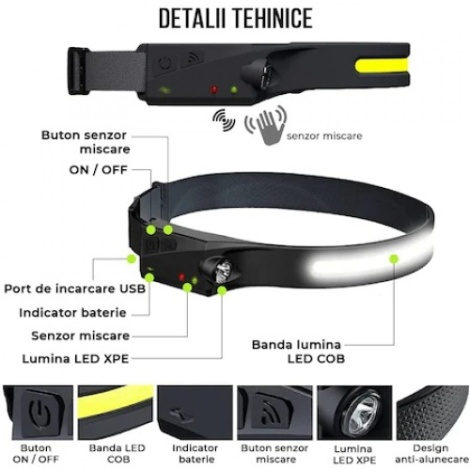 DETALII TEHINICE
senzor miscare
Buton senzor
miscare
ON / OFF
Port de incarcare USB
Indicator baterie
Senzor miscare
Lumina LED XPE
Banda lumina
LED COB
Buton
ON / OFF
Banda LED
COB
Indicator
baterie
Buton senzor
miscare
Lumina
LED XPE
Design
anti-alunecare